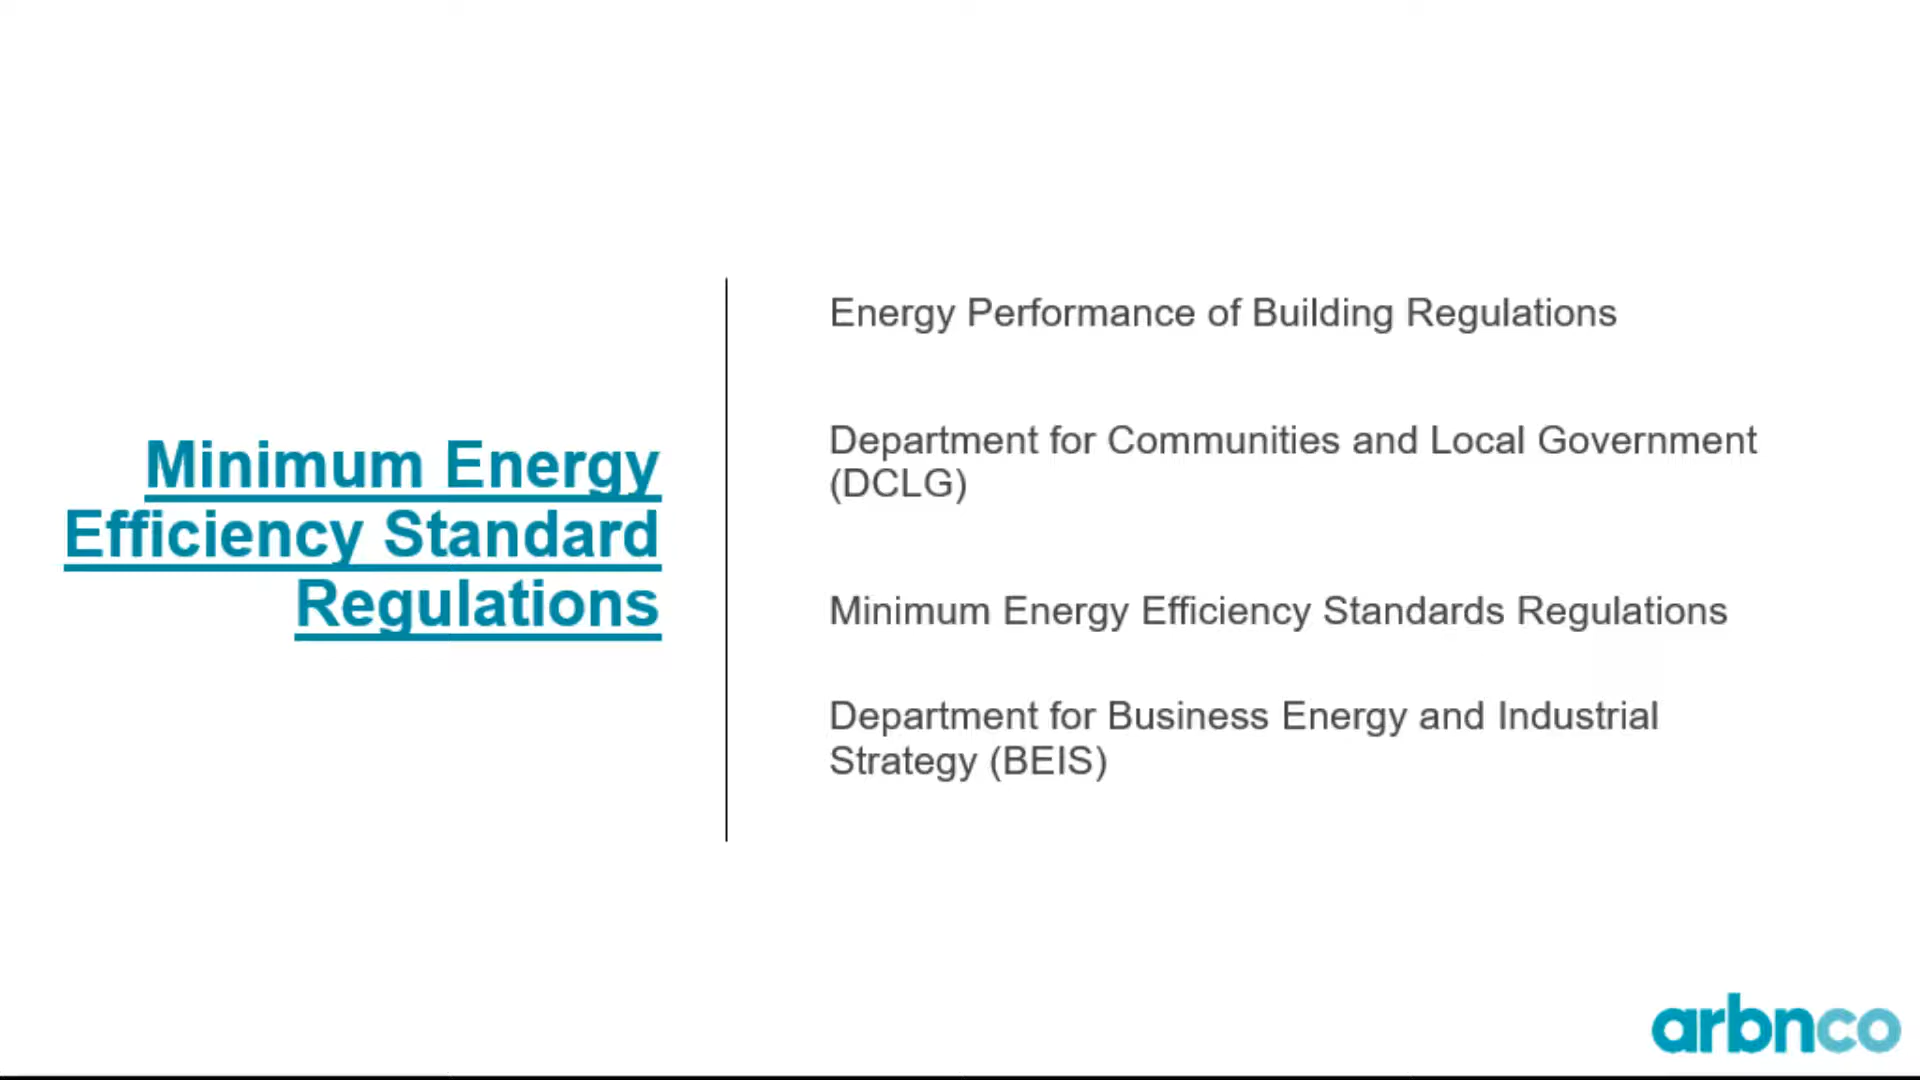 Minimum Energy
Efficiency Standard
Regulations
Energy Performance of Building Regulations
Department for Communities and Local Government
(DCLG)
Minimum Energy Efficiency Standards Regulations
Department for Business Energy and Industrial
Strategy (BEIS)
arbnco